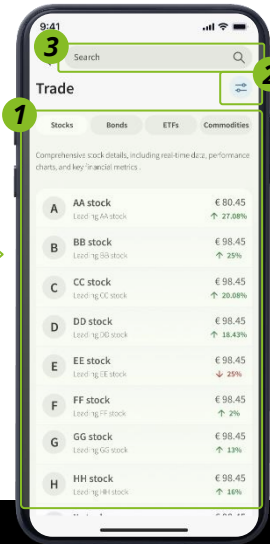 9:41
3
Search
2
Trade
1
Stocks Bonds ETFs Commodities
Comprehensive stock details, including real-time data, performance
charts, and key financial metrics.
A AA stock € 80.45
Leading AA stock ↑ 27.08%
B BB stock € 98.45
Leading BB stock ↑ 25%
C CC stock € 98.45
Leading CC stock ↑ 20.08%
D DD stock € 98.45
Leading DD stock ↑ 18.43%
E EE stock € 98.45
Leading EE stock ↓ 25%
F FF stock € 98.45
Leading FF stock ↑ 2%
G GG stock € 98.45
Leading GG stock ↑ 13%
H HH stock € 98.45
Leading HH stock ↑ 16%